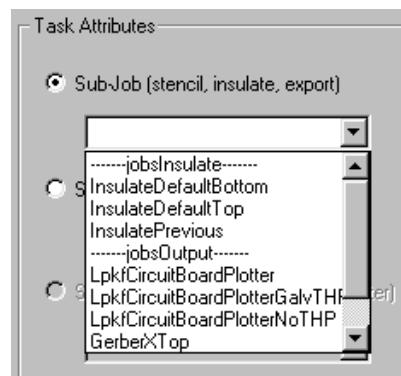 Task Attributes
Sub-Job (stencil, insulate, export)
------jobsInsulate-------
InsulateDefaultBottom
InsulateDefaultTop
InsulatePrevious
------jobsOutput-------
LpkfCircuitBoardPlotter
LpkfCircuitBoardPlotterGalvTHP
LpkfCircuitBoardPlotterNoTHP
GerberXTop